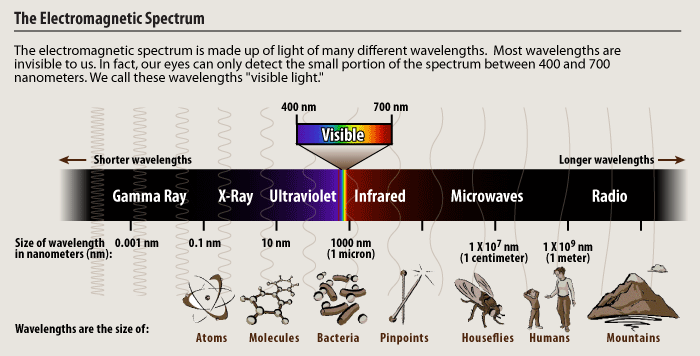 The Electromagnetic Spectrum
The electromagnetic spectrum is made up of light of many different wavelengths.  Most wavelengths are
invisible to us. In fact, our eyes can only detect the small portion of the spectrum between 400 and 700
nanometers. We call these wavelengths "visible light."
400 nm 700 nm
Visible
Shorter wavelengths Longer wavelengths
Gamma Ray X-Ray Ultraviolet Infrared Microwaves Radio
Size of wavelength
in nanometers (nm):
0.001 nm 0.1 nm 10 nm 1000 nm
(1 micron)
1 X 10⁷ nm
(1 centimeter)
1 X 10⁹ nm
(1 meter)
Wavelengths are the size of:
Atoms Molecules Bacteria Pinpoints Houseflies Humans Mountains